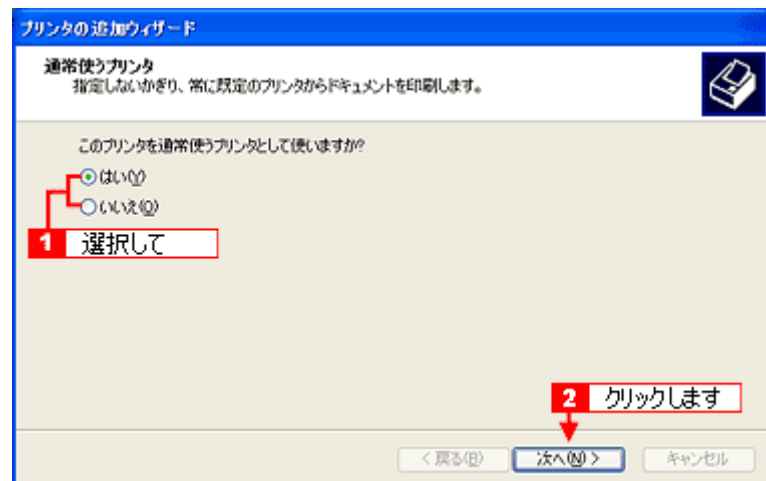 プリンタの追加ウィザード
通常使うプリンタ
指定しないかぎり、常に既定のプリンタからドキュメントを印刷します。
このプリンタを通常使うプリンタとして使いますか?
はい(Y)
いいえ(O)
1 選択して
2 クリックします
< 戻る(B)
次へ(N) >
キャンセル